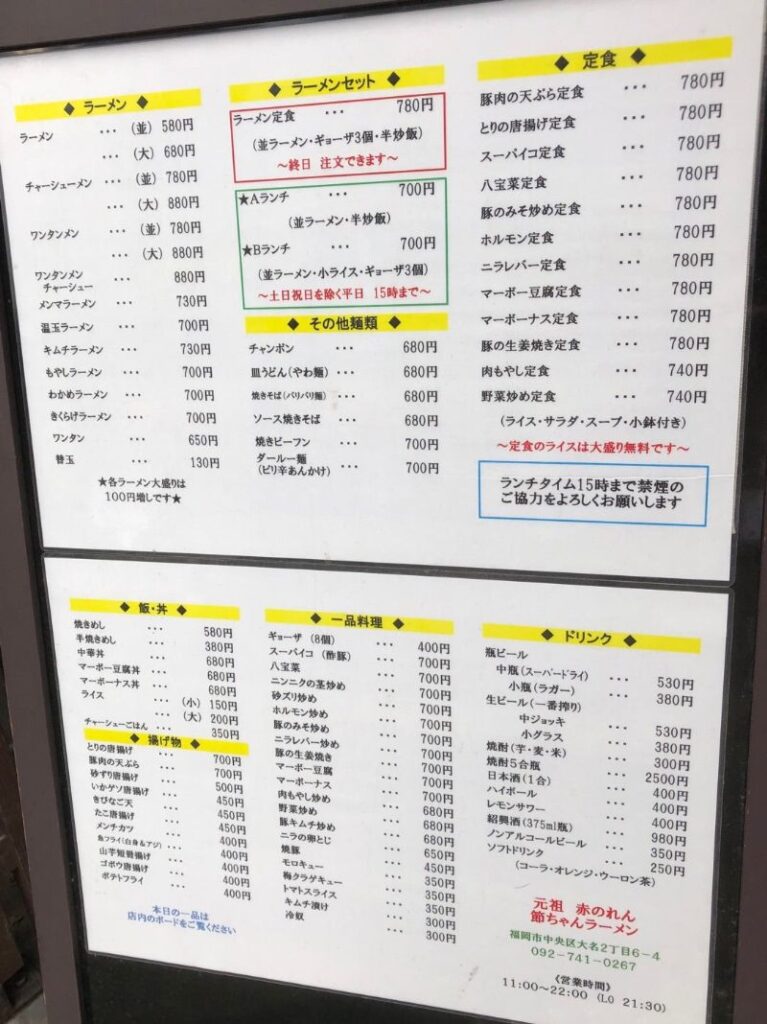 ◆ ラーメン ◆
ラーメン ･･･ (並) 580円
･･･ (大) 680円
チャーシューメン ･･･ (並) 780円
･･･ (大) 880円
ワンタンメン ･･･ (並) 780円
･･･ (大) 880円
ワンタンメン
チャーシュー ･･･ 880円
メンマラーメン ･･･ 730円
温玉ラーメン ･･･ 700円
キムチラーメン ･･･ 730円
もやしラーメン ･･･ 700円
わかめラーメン ･･･ 700円
きくらげラーメン ･･･ 700円
ワンタン ･･･ 650円
替玉 ･･･ 130円
★各ラーメン大盛りは
100円増しです★
◆ ラーメンセット ◆
ラーメン定食 ･･･ 780円
(並ラーメン・ギョーザ3個・半炒飯)
～終日 注文できます～
★Aランチ ･･･ 700円
(並ラーメン・半炒飯)
★Bランチ ･･･ 700円
(並ラーメン・小ライス・ギョーザ3個)
～土日祝日を除く平日 15時まで～
◆ その他麺類 ◆
チャンポン ･･･ 680円
皿うどん(やわ麺) ･･･ 680円
焼きそば(バリバリ麺) ･･･ 680円
ソース焼きそば ･･･ 680円
焼きビーフン ･･･ 700円
ダールー麺
(ピリ辛あんかけ) ･･･ 700円
◆ 定食 ◆
豚肉の天ぷら定食 ･･･ 780円
とりの唐揚げ定食 ･･･ 780円
スーパイコ定食 ･･･ 780円
八宝菜定食 ･･･ 780円
豚のみそ炒め定食 ･･･ 780円
ホルモン定食 ･･･ 780円
ニラレバー定食 ･･･ 780円
マーボー豆腐定食 ･･･ 780円
マーボーナス定食 ･･･ 780円
豚の生姜焼き定食 ･･･ 780円
肉もやし定食 ･･･ 740円
野菜炒め定食 ･･･ 740円
(ライス・サラダ・スープ・小鉢付き)
～定食のライスは大盛り無料です～
ランチタイム15時まで禁煙の
ご協力をよろしくお願いします
◆ 飯・丼 ◆
焼きめし ･･･ 580円
半焼きめし ･･･ 380円
中華丼 ･･･ 680円
マーボー豆腐丼 ･･･ 680円
マーボーナス丼 ･･･ 680円
ライス ･･･ (小) 150円
･･･ (大) 200円
チャーシューごはん ･･･ 350円
◆ 揚げ物 ◆
とりの唐揚げ ･･･ 700円
豚肉の天ぷら ･･･ 700円
砂ずり唐揚げ ･･･ 500円
いかゲソ唐揚げ ･･･ 450円
きびなご天 ･･･ 450円
たこ唐揚げ ･･･ 450円
メンチカツ ･･･ 400円
魚フライ(白身&アジ) ･･･ 400円
山芋短冊揚げ ･･･ 400円
ゴボウ唐揚げ ･･･ 400円
ポテトフライ ･･･ 400円
本日の一品は
店内のボードをご覧ください
◆ 一品料理 ◆
ギョーザ (8個) ･･･ 400円
スーパイコ (酢豚) ･･･ 700円
八宝菜 ･･･ 700円
ニンニクの茎炒め ･･･ 700円
砂ズリ炒め ･･･ 700円
ホルモン炒め ･･･ 700円
豚のみそ炒め ･･･ 700円
ニラレバー炒め ･･･ 700円
豚の生姜焼き ･･･ 700円
マーボー豆腐 ･･･ 700円
マーボーナス ･･･ 700円
肉もやし炒め ･･･ 700円
野菜炒め ･･･ 680円
豚キムチ炒め ･･･ 680円
ニラの卵とじ ･･･ 680円
焼豚 ･･･ 650円
モロキュー ･･･ 450円
梅クラゲキュー ･･･ 350円
トマトスライス ･･･ 350円
キムチ漬け ･･･ 300円
冷奴 ･･･ 300円
◆ ドリンク ◆
瓶ビール
中瓶(スーパードライ) ･･･ 530円
小瓶(ラガー) ･･･ 380円
生ビール(一番搾り)
中ジョッキ ･･･ 530円
小グラス ･･･ 380円
焼酎(芋・麦・米) ･･･ 300円
焼酎5合瓶 ･･･ 2500円
日本酒(1合) ･･･ 400円
ハイボール ･･･ 400円
レモンサワー ･･･ 400円
紹興酒(375ml瓶) ･･･ 980円
ノンアルコールビール ･･･ 350円
ソフトドリンク ･･･ 250円
(コーラ・オレンジ・ウーロン茶)
元祖 赤のれん
節ちゃんラーメン
福岡市中央区大名2丁目6-4
092-741-0267
《営業時間》
11:00～22:00 (LO 21:30)